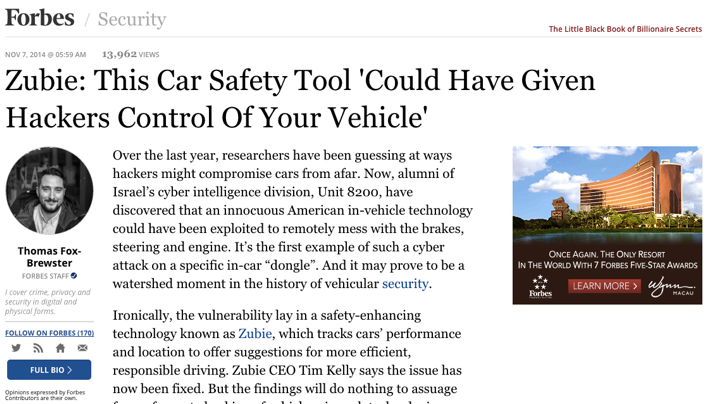 Forbes / Security
The Little Black Book of Billionaire Secrets
NOV 7, 2014 @ 05:59 AM 13,962 VIEWS
Zubie: This Car Safety Tool 'Could Have Given
Hackers Control Of Your Vehicle'
Thomas Fox-
Brewster
FORBES STAFF
I cover crime, privacy and
security in digital and
physical forms.
FOLLOW ON FORBES (170)
FULL BIO
Opinions expressed by Forbes
Contributors are their own.
Over the last year, researchers have been guessing at ways
hackers might compromise cars from afar. Now, alumni of
Israel's cyber intelligence division, Unit 8200, have
discovered that an innocuous American in-vehicle technology
could have been exploited to remotely mess with the brakes,
steering and engine. It's the first example of such a cyber
attack on a specific in-car “dongle”. And it may prove to be a
watershed moment in the history of vehicular security.
Ironically, the vulnerability lay in a safety-enhancing
technology known as Zubie, which tracks cars' performance
and location to offer suggestions for more efficient,
responsible driving. Zubie CEO Tim Kelly says the issue has
now been fixed. But the findings will do nothing to assuage
ONCE AGAIN. THE ONLY RESORT
IN THE WORLD WITH 7 FORBES FIVE-STAR AWARDS
Forbes
LEARN MORE
Wynn
MACAU